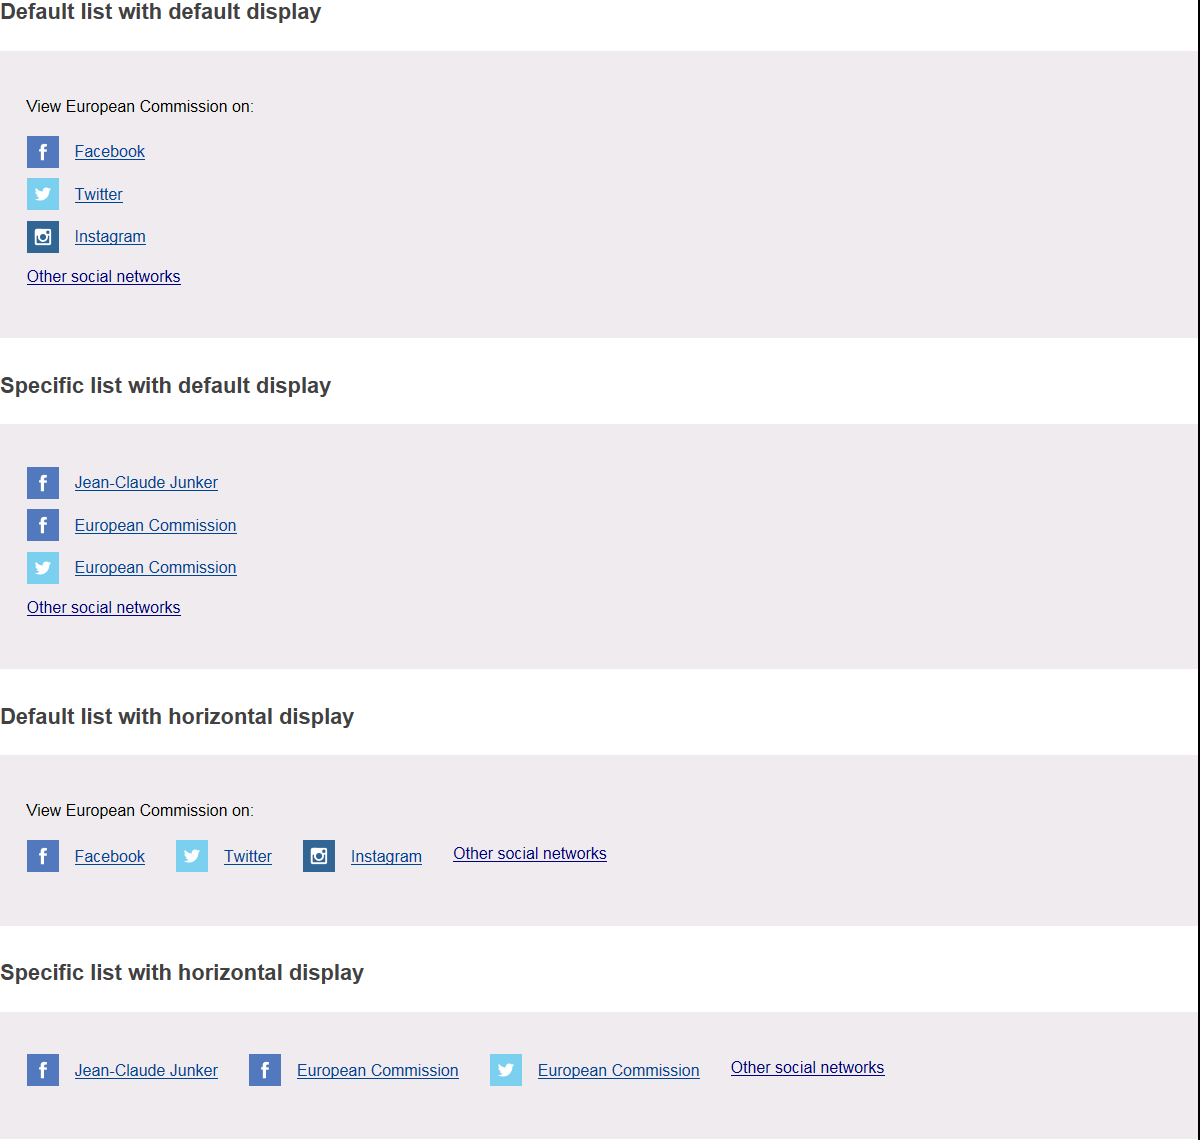 Default list with default display
View European Commission on:
Facebook
Twitter
Instagram
Other social networks
Specific list with default display
Jean-Claude Junker
European Commission
European Commission
Other social networks
Default list with horizontal display
View European Commission on:
Facebook Twitter Instagram Other social networks
Specific list with horizontal display
Jean-Claude Junker European Commission European Commission Other social networks